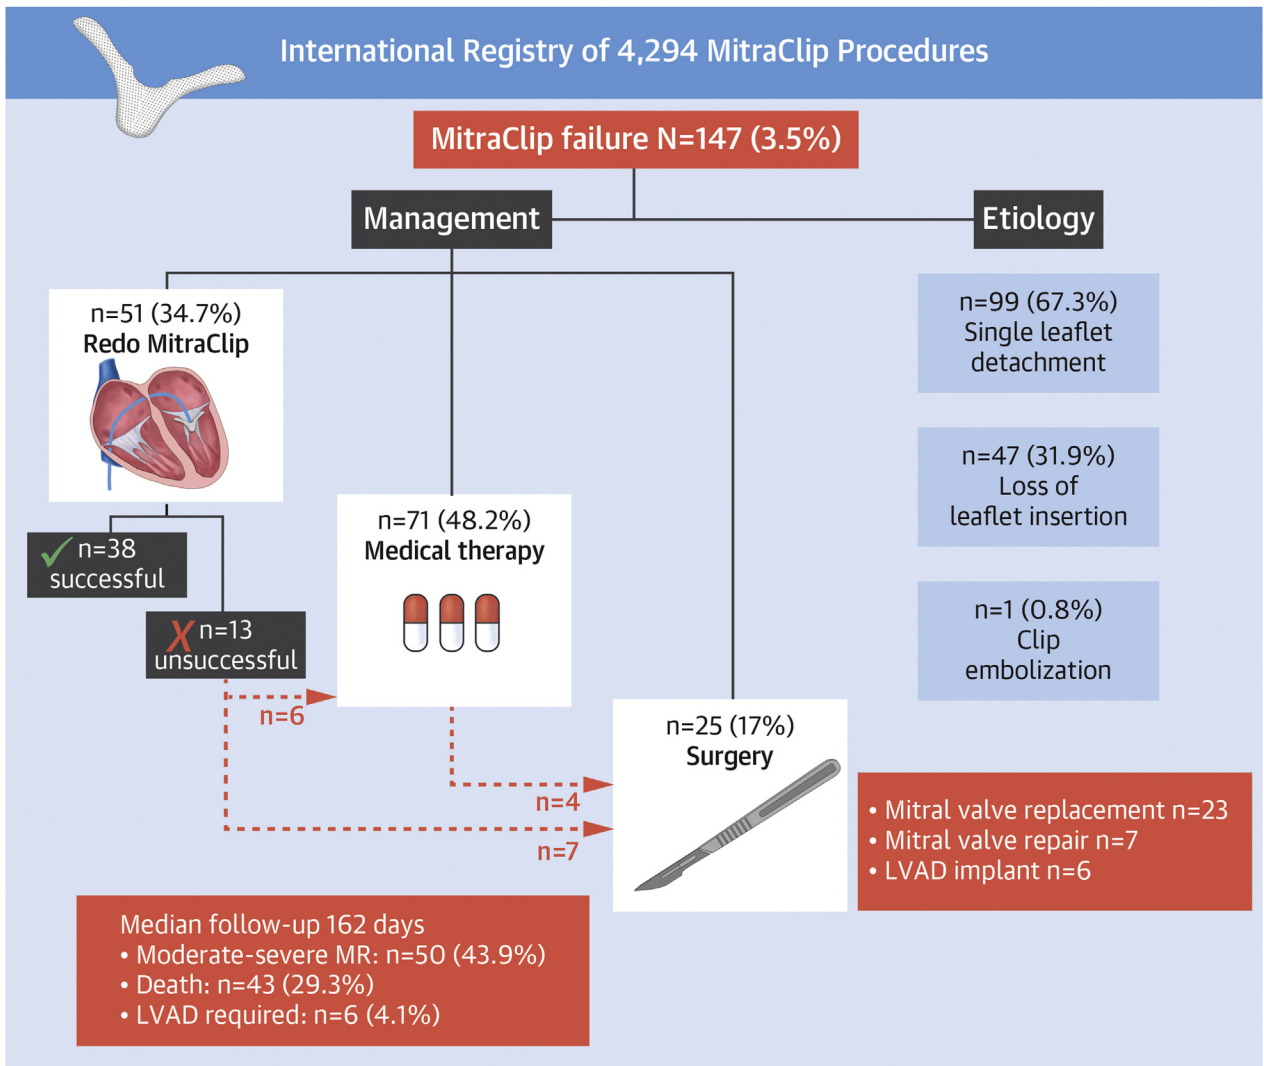 International Registry of 4,294 MitraClip Procedures
MitraClip failure N=147 (3.5%)
Management
Etiology
n=51 (34.7%)
Redo MitraClip
n=38
successful
n=13
unsuccessful
n=6
n=71 (48.2%)
Medical therapy
n=4
n=7
n=25 (17%)
Surgery
n=99 (67.3%)
Single leaflet
detachment
n=47 (31.9%)
Loss of
leaflet insertion
n=1 (0.8%)
Clip
embolization
• Mitral valve replacement n=23
• Mitral valve repair n=7
• LVAD implant n=6
Median follow-up 162 days
• Moderate-severe MR: n=50 (43.9%)
• Death: n=43 (29.3%)
• LVAD required: n=6 (4.1%)